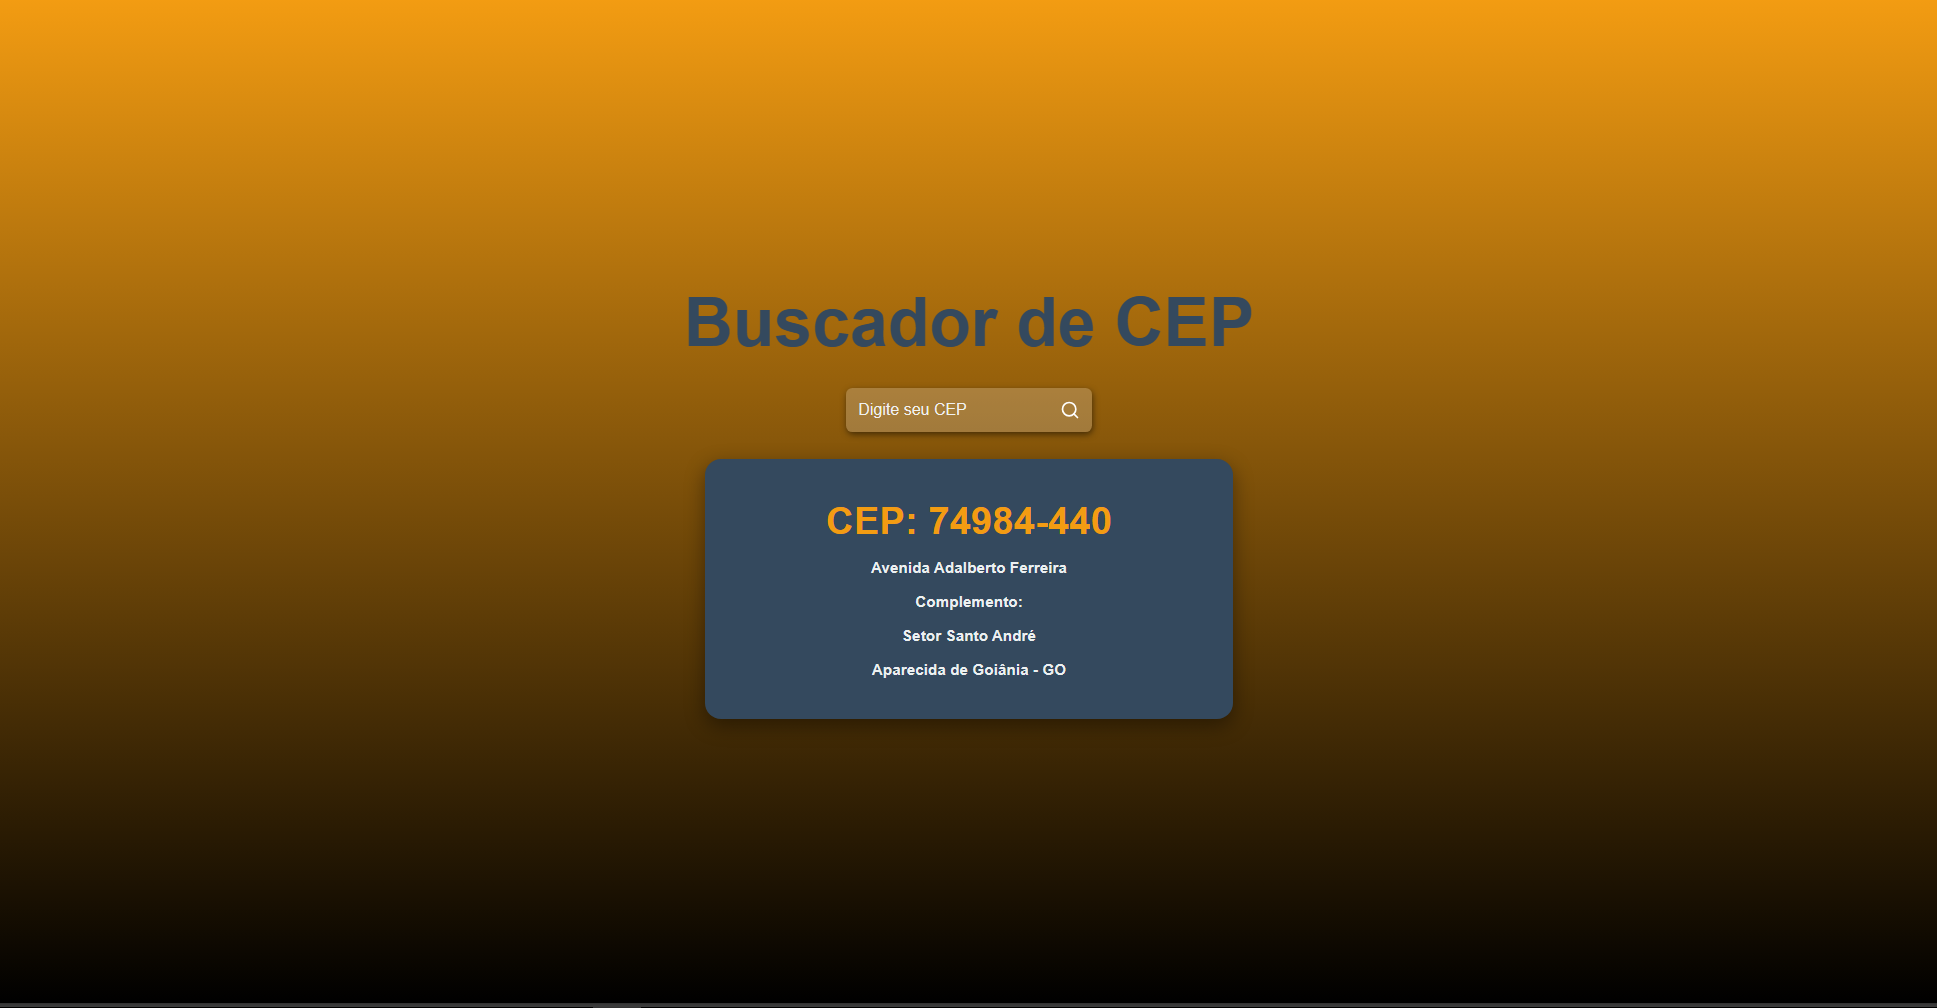 Buscador de CEP
Digite seu CEP
CEP: 74984-440
Avenida Adalberto Ferreira
Complemento:
Setor Santo André
Aparecida de Goiânia - GO